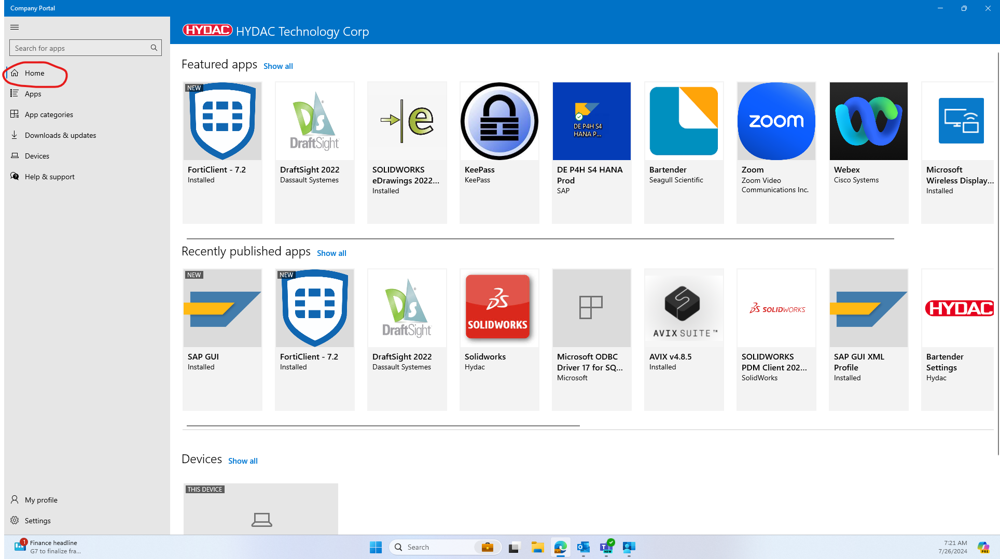 Company Portal
HYDAC HYDAC Technology Corp
Search for apps
Home
Apps
App categories
Downloads & updates
Devices
Help & support
My profile
Settings
Featured apps Show all
NEW
DraftSight
e
DE P4H S4
HANA P...
zoom
FortiClient - 7.2
Installed
DraftSight 2022
Dassault Systemes
SOLIDWORKS
eDrawings 2022...
Installed
KeePass
KeePass
DE P4H S4 HANA
Prod
SAP
Bartender
Seagull Scientific
Zoom
Zoom Video
Communications Inc.
Webex
Cisco Systems
Microsoft
Wireless Display...
Installed
Recently published apps Show all
NEW
NEW
DraftSight
SOLIDWORKS
AVIX SUITE™
SOLIDWORKS
HYDAC
SAP GUI
Installed
FortiClient - 7.2
Installed
DraftSight 2022
Dassault Systemes
Solidworks
Hydac
Microsoft ODBC
Driver 17 for SQ...
Microsoft
AVIX v4.8.5
Installed
SOLIDWORKS
PDM Client 202...
SolidWorks
SAP GUI XML
Profile
Installed
Bartender
Settings
Hydac
Devices Show all
THIS DEVICE
1
Finance headline
G7 to finalize fra...
Search
NEW
7:21 AM
7/26/2024
PRE